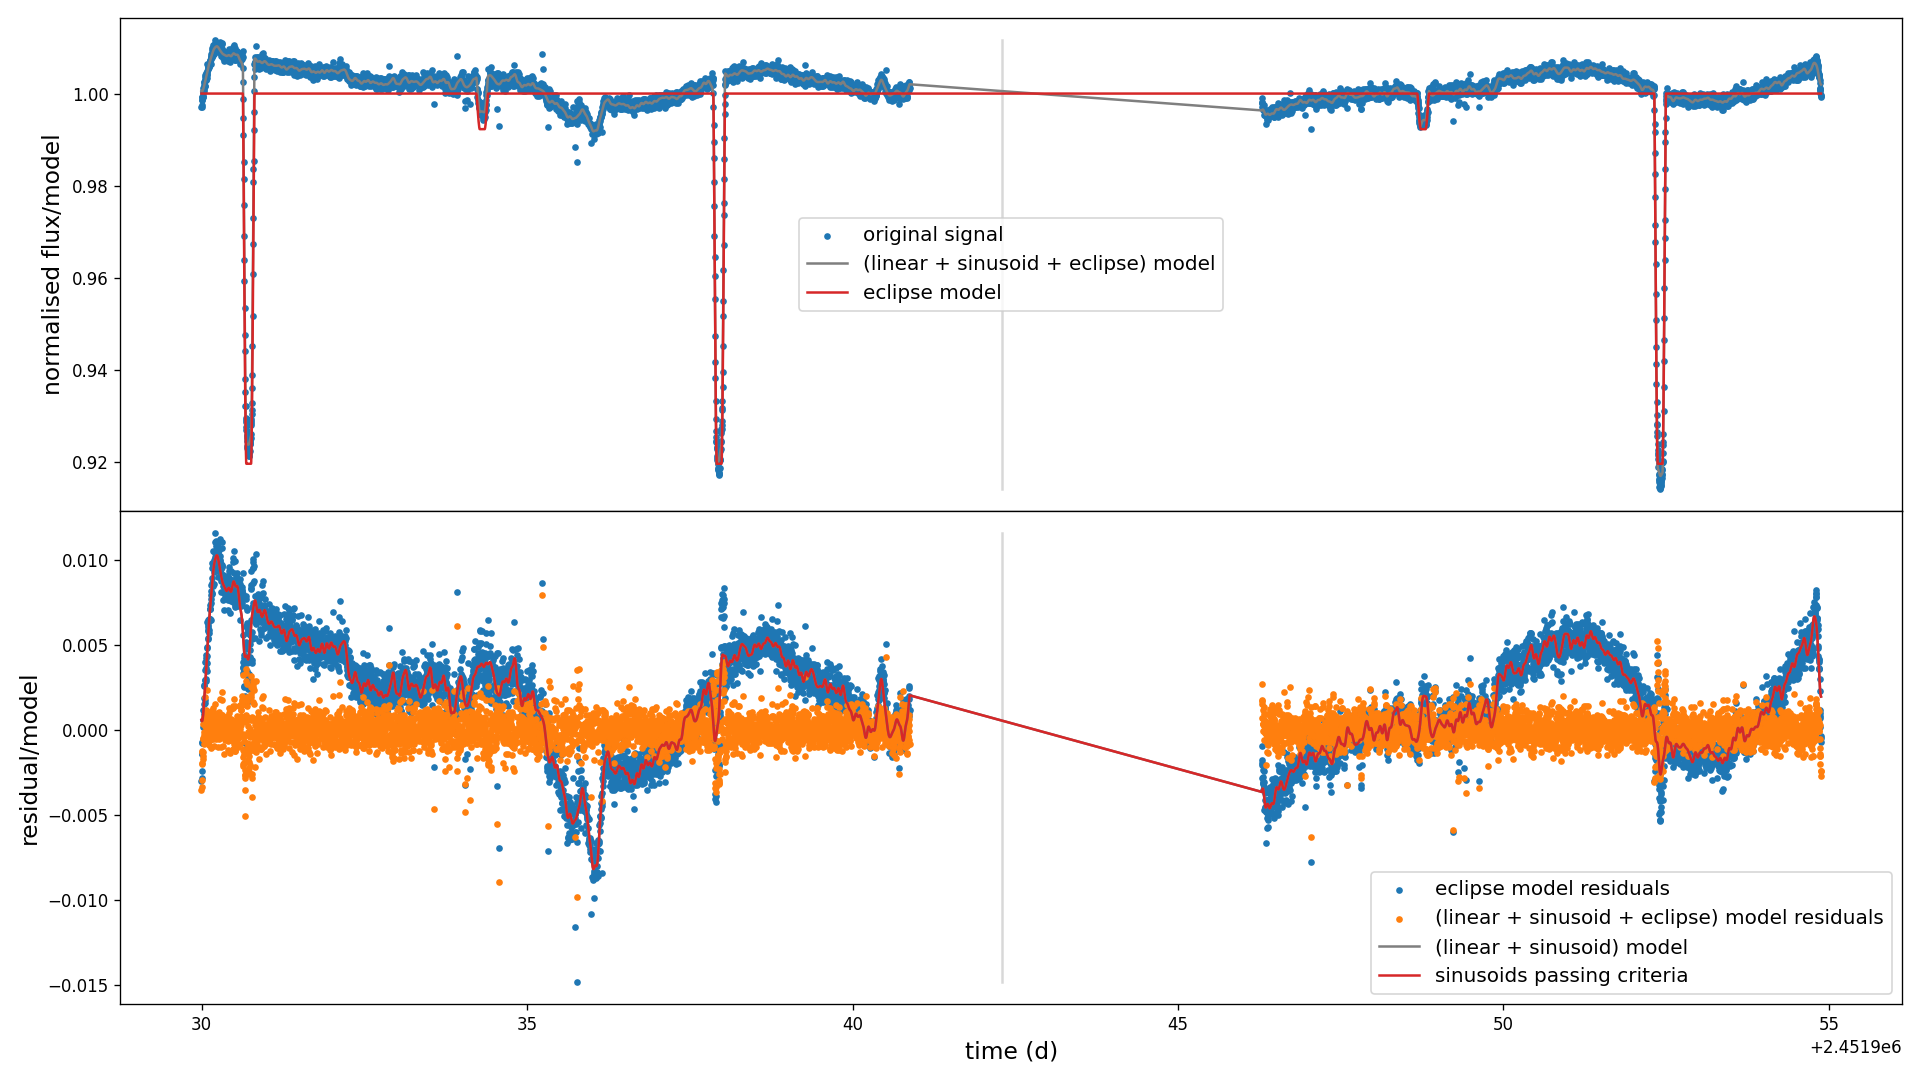 normalised flux/model
1.00
0.98
0.96
0.94
0.92
original signal
(linear + sinusoid + eclipse) model
eclipse model
residual/model
0.010
0.005
0.000
−0.005
−0.010
−0.015
eclipse model residuals
(linear + sinusoid + eclipse) model residuals
(linear + sinusoid) model
sinusoids passing criteria
30 35 40 45 50 55
time (d)
+2.4519e6